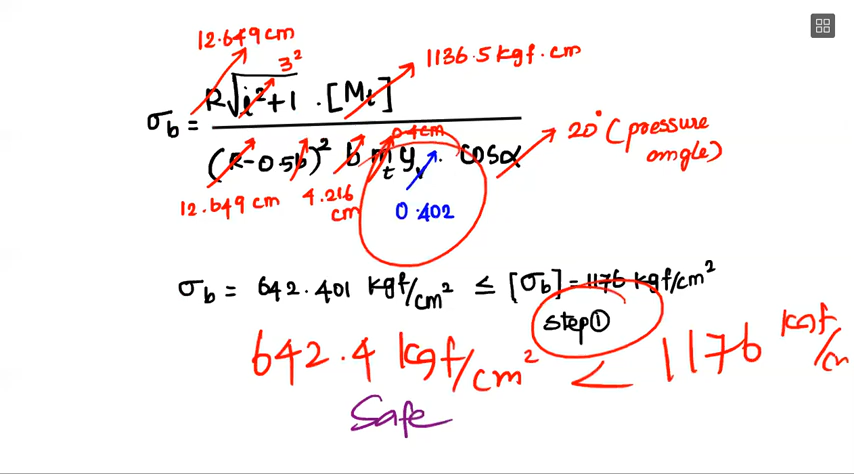 12.649 cm
3²
1136.5 kgf.cm
σb = R√(i²+1) · [Mt]
(R-0.5b)² b mt yv · cosα
0.4cm
20° (pressure
angle)
12.649 cm
4.216
cm
0.402
σb = 642.401 kgf/cm² ≤ [σb] = 1176 kgf/cm²
step①
642.4 kgf/cm² < 1176 kgf
/cm
Safe